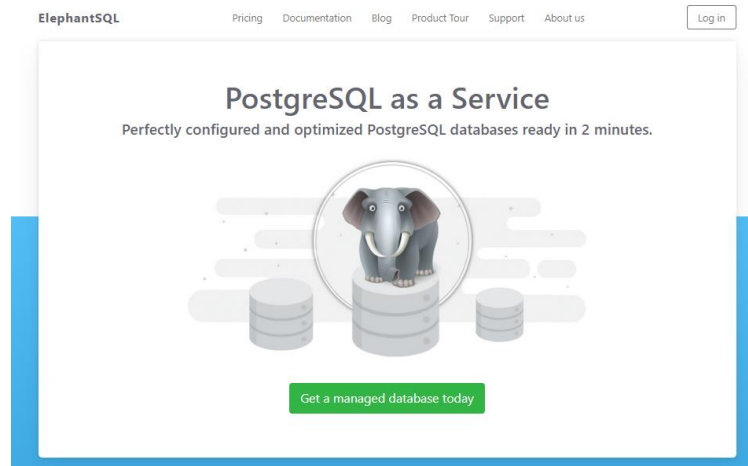 ElephantSQL Pricing Documentation Blog Product Tour Support About us Log in
PostgreSQL as a Service
Perfectly configured and optimized PostgreSQL databases ready in 2 minutes.
Get a managed database today